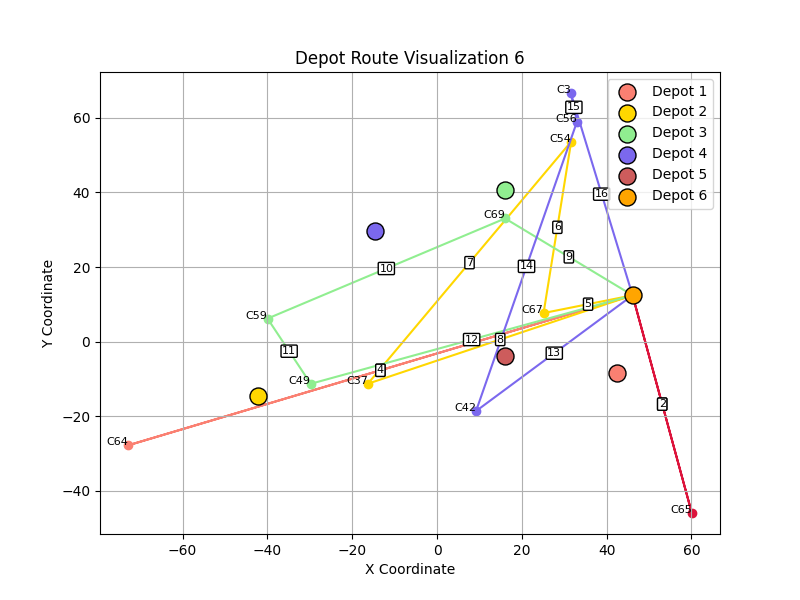 Depot Route Visualization 6
C3
15
C56
C54
Depot 1
Depot 2
Depot 3
Depot 4
Depot 5
Depot 6
16
C69
6
9
7
14
10
C59
C67
5
12
8
11
13
4
C49
C37
C42
2
C64
C65
60
40
20
0
−20
−40
−60
−40
−20
0
20
40
60
X Coordinate
Y Coordinate